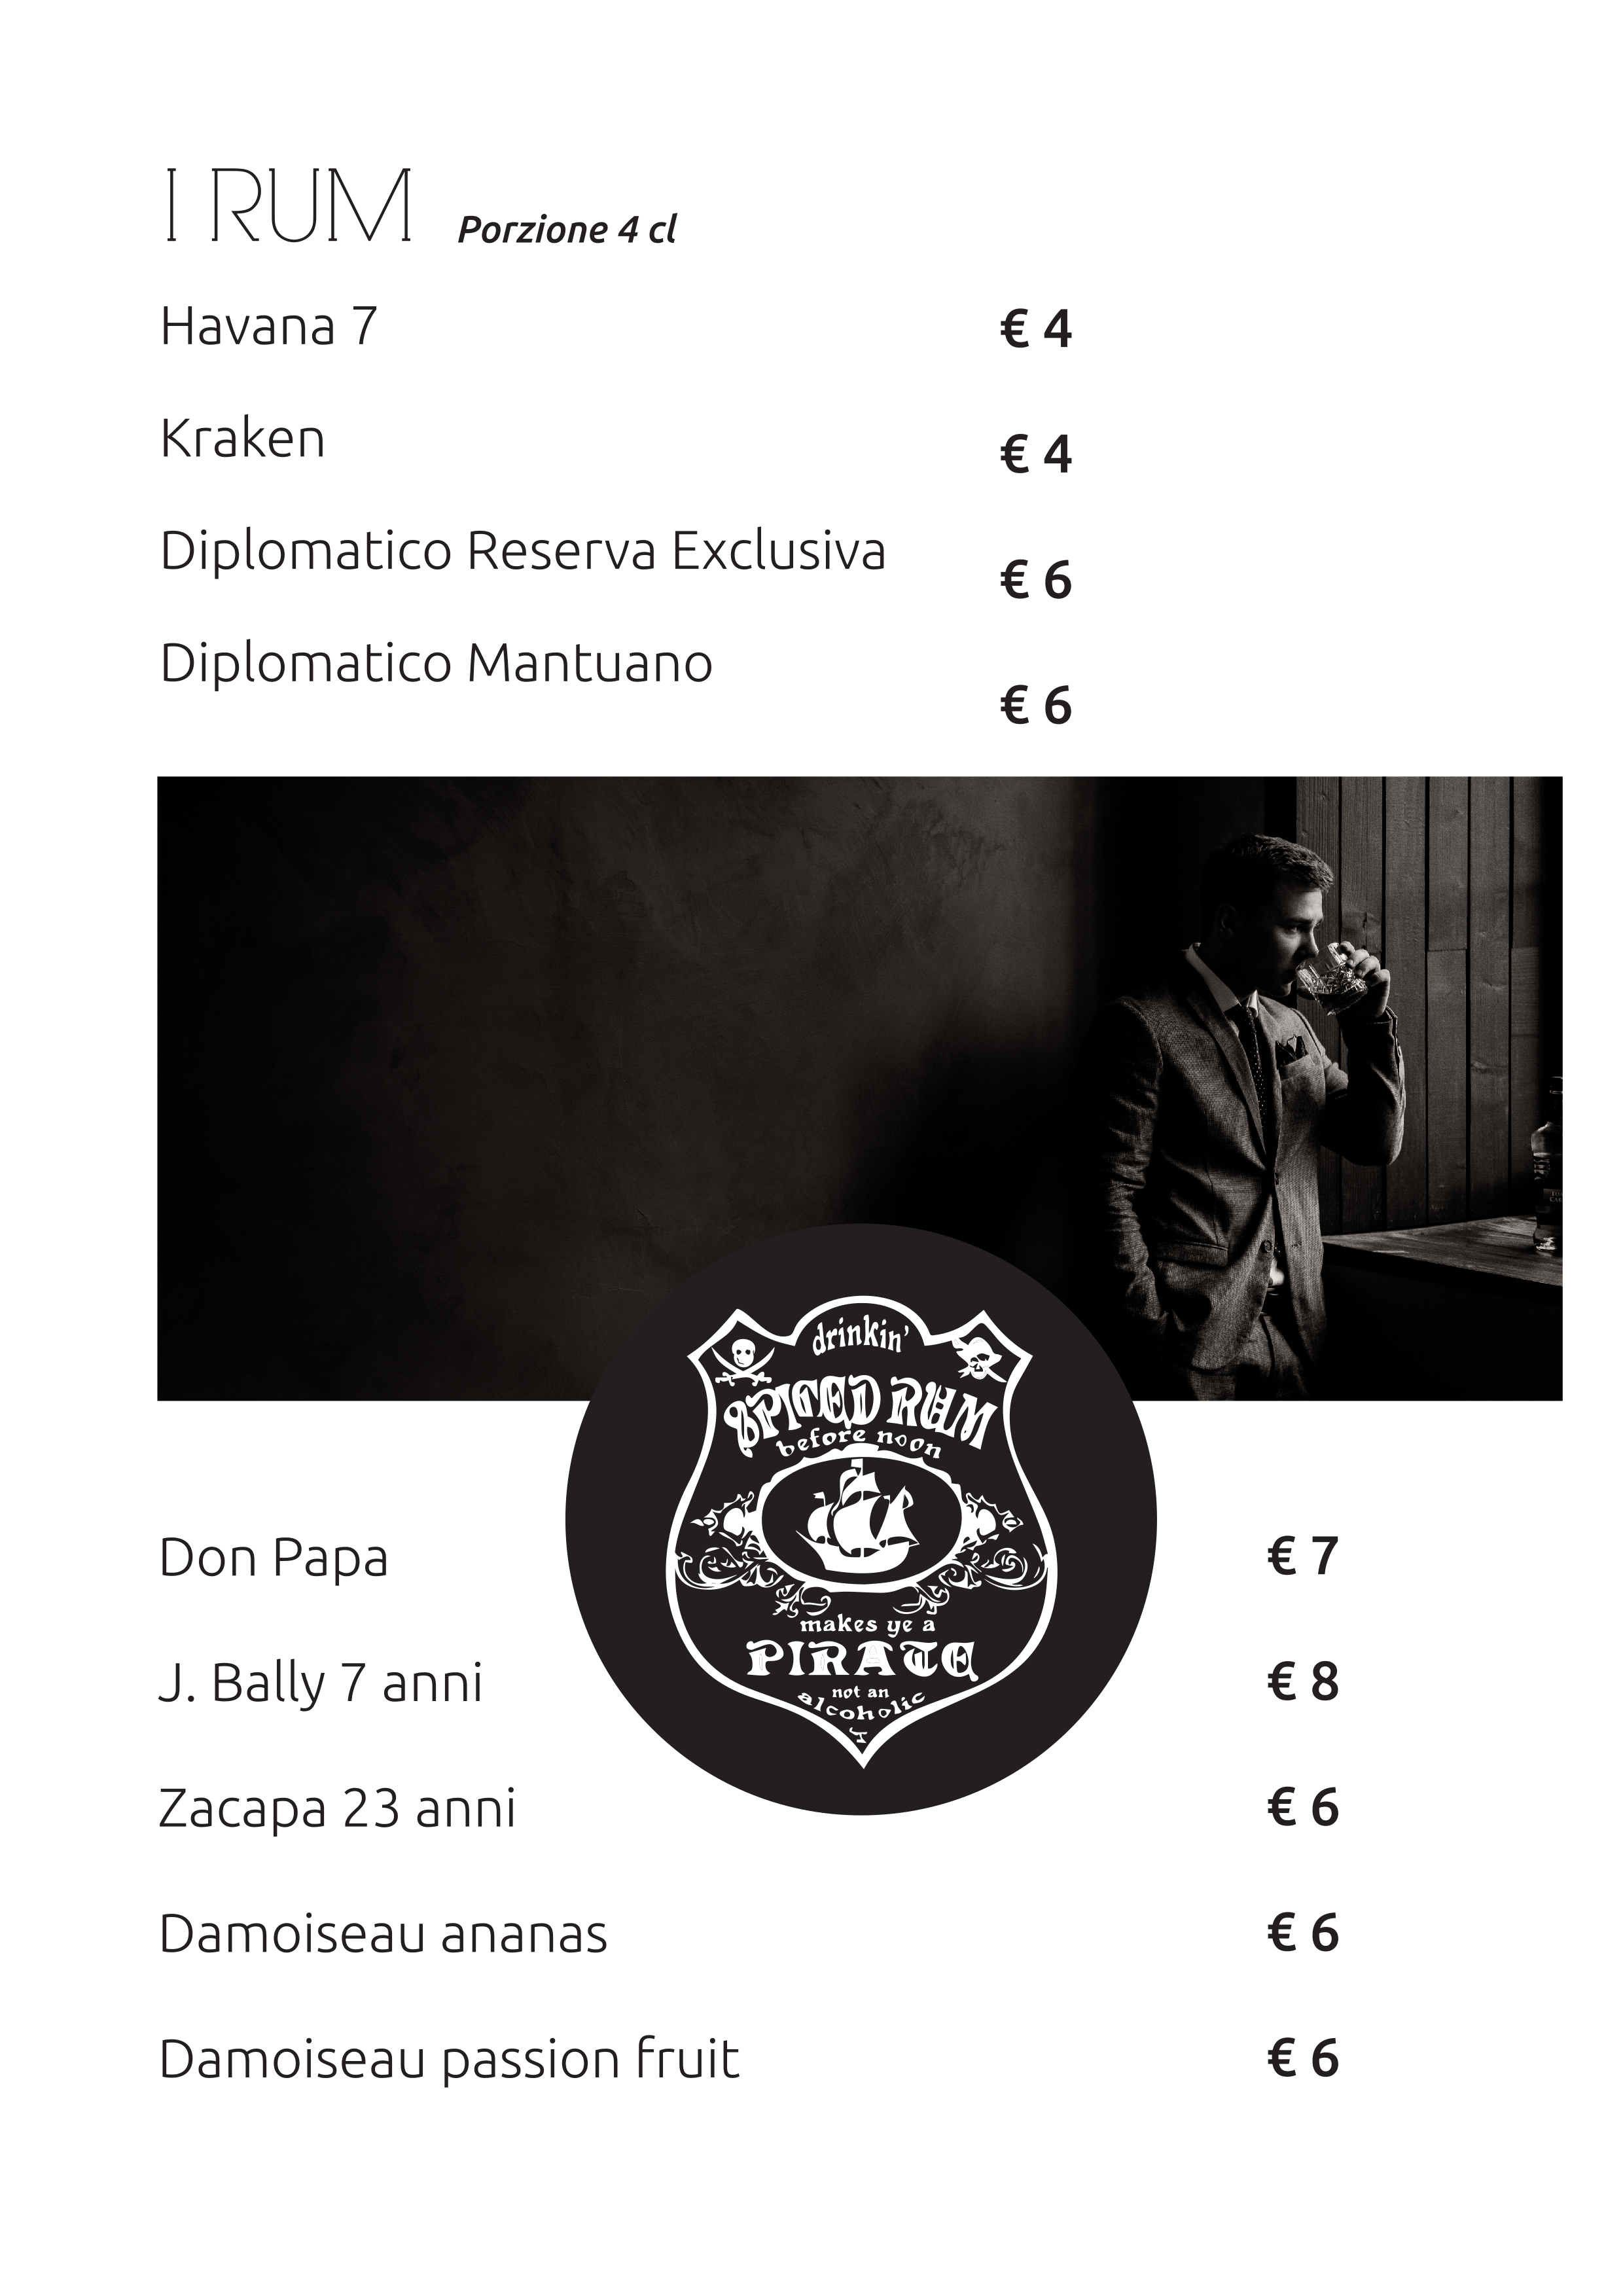 I RUM Porzione 4 cl
Havana 7 € 4
Kraken € 4
Diplomatico Reserva Exclusiva € 6
Diplomatico Mantuano € 6
drinkin'
SPICED RUM
before noon
makes ye a
PIRATE
not an
alcoholic
Don Papa € 7
J. Bally 7 anni € 8
Zacapa 23 anni € 6
Damoiseau ananas € 6
Damoiseau passion fruit € 6